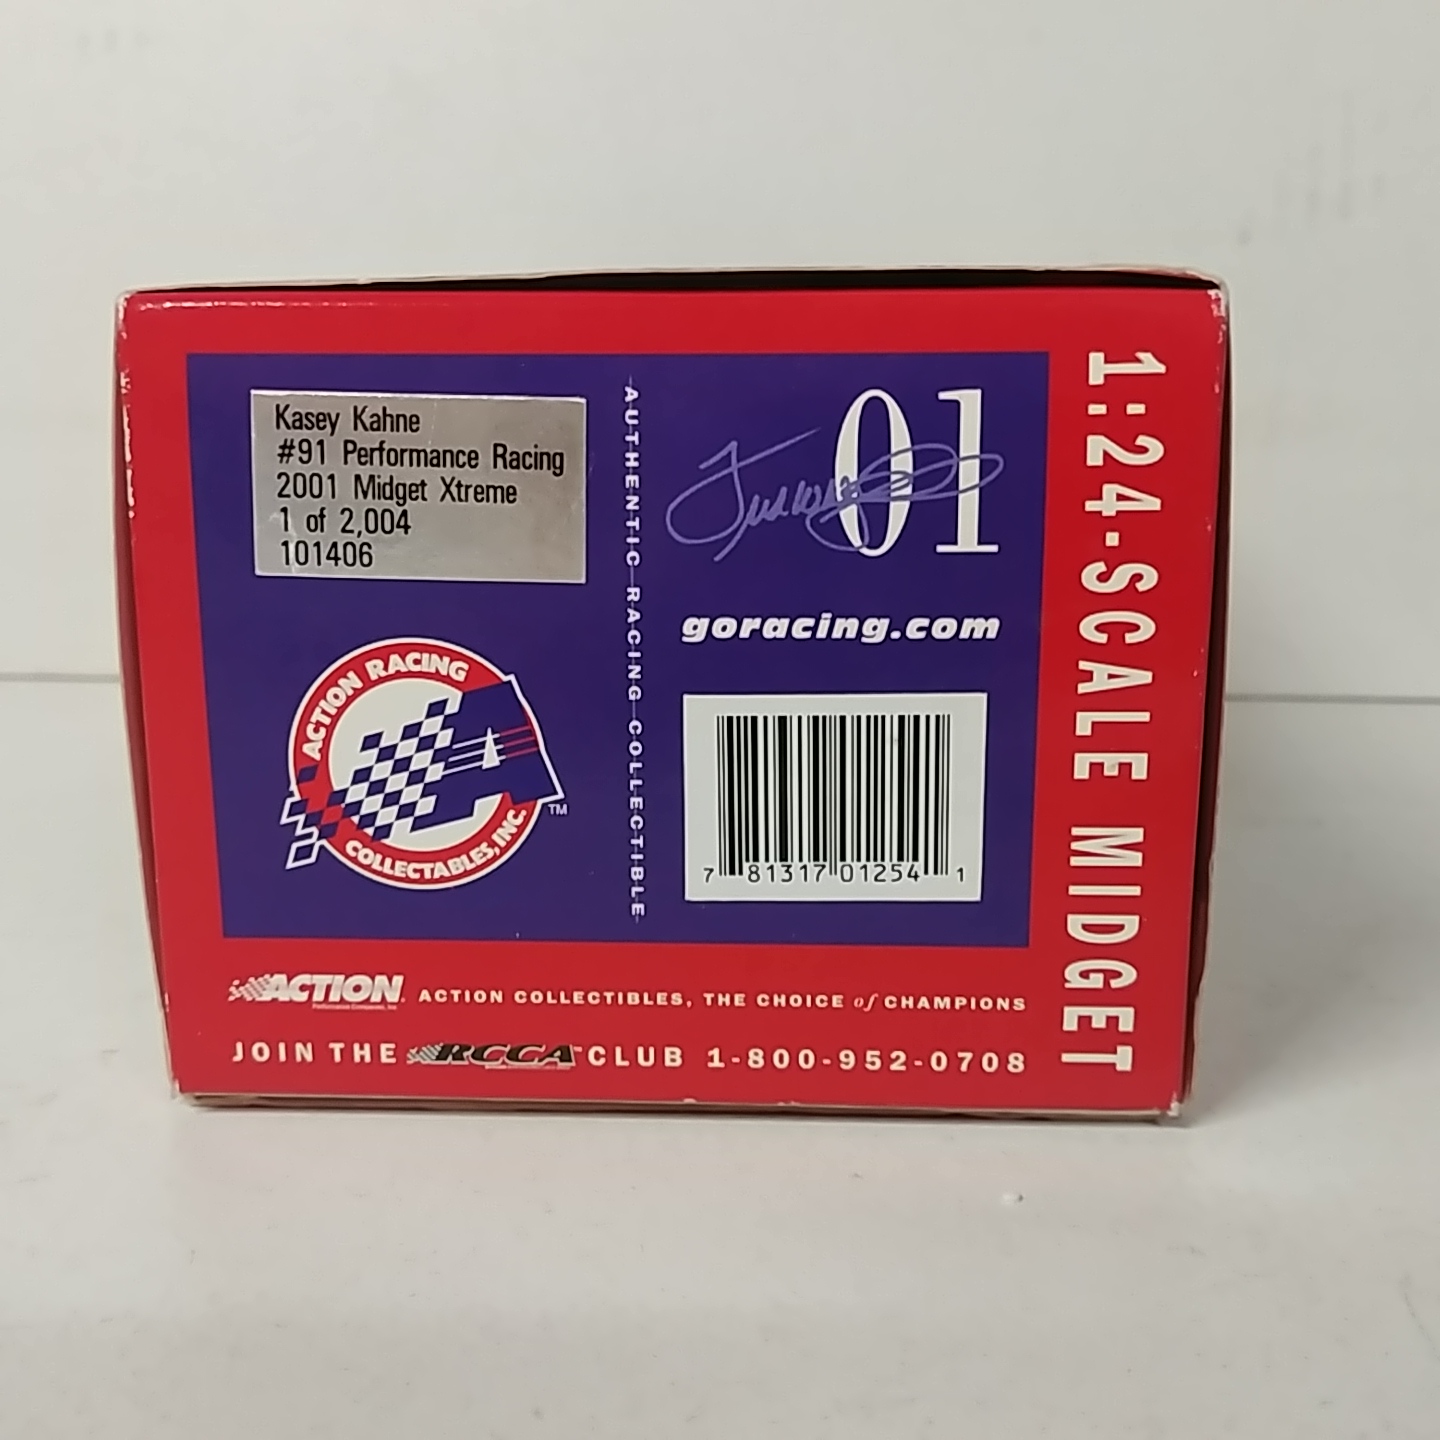 Kasey Kahne
#91 Performance Racing
2001 Midget Xtreme
1 of 2,004
101406
ACTION RACING
COLLECTABLES, INC.
TM
AUTHENTIC RACING COLLECTIBLE
01
goracing.com
7 81317 01254 1
1:24-SCALE MIDGET
ACTION ACTION COLLECTIBLES, THE CHOICE of CHAMPIONS
JOIN THE RCCA CLUB 1-800-952-0708